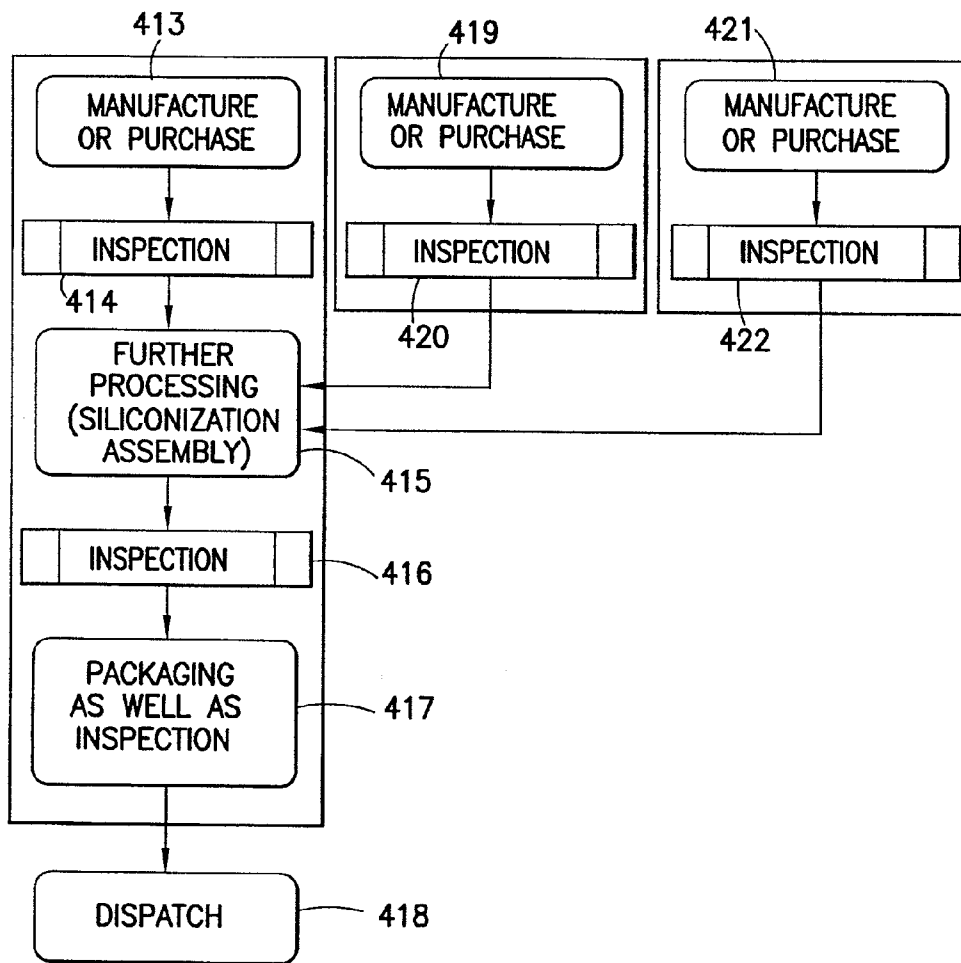 413
MANUFACTURE
OR PURCHASE
INSPECTION
414
FURTHER
PROCESSING
(SILICONIZATION
ASSEMBLY)
415
INSPECTION
416
PACKAGING
AS WELL AS
INSPECTION
417
DISPATCH
418
419
MANUFACTURE
OR PURCHASE
INSPECTION
420
421
MANUFACTURE
OR PURCHASE
INSPECTION
422